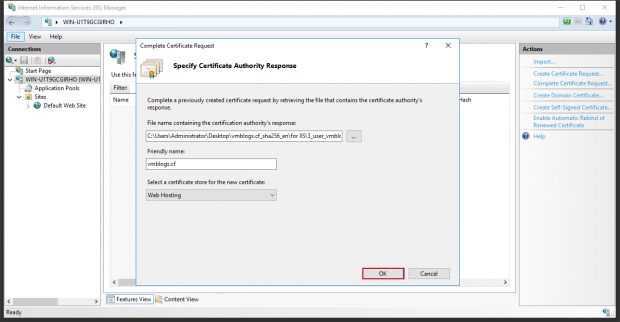 Internet Information Services (IIS) Manager
WIN-U1T9GCGIRHO
File View Help
Connections
Start Page
WIN-U1T9GCGIRHO (WIN-U1T
Application Pools
Sites
Default Web Site
S
Use this fe
Filter:
Name
Hash
Complete Certificate Request
?
Specify Certificate Authority Response
Complete a previously created certificate request by retrieving the file that contains the certificate authority's
response.
File name containing the certification authority's response:
C:\Users\Administrator\Desktop\vmblogs.cf_sha256_en\for IIS\3_user_vmblo
...
Friendly name:
vmblogs.cf
Select a certificate store for the new certificate:
Web Hosting
OK Cancel
Features View Content View
Actions
Import...
Create Certificate Request...
Complete Certificate Request...
Create Domain Certificate...
Create Self-Signed Certificate...
Enable Automatic Rebind of
Renewed Certificate
Help
Ready